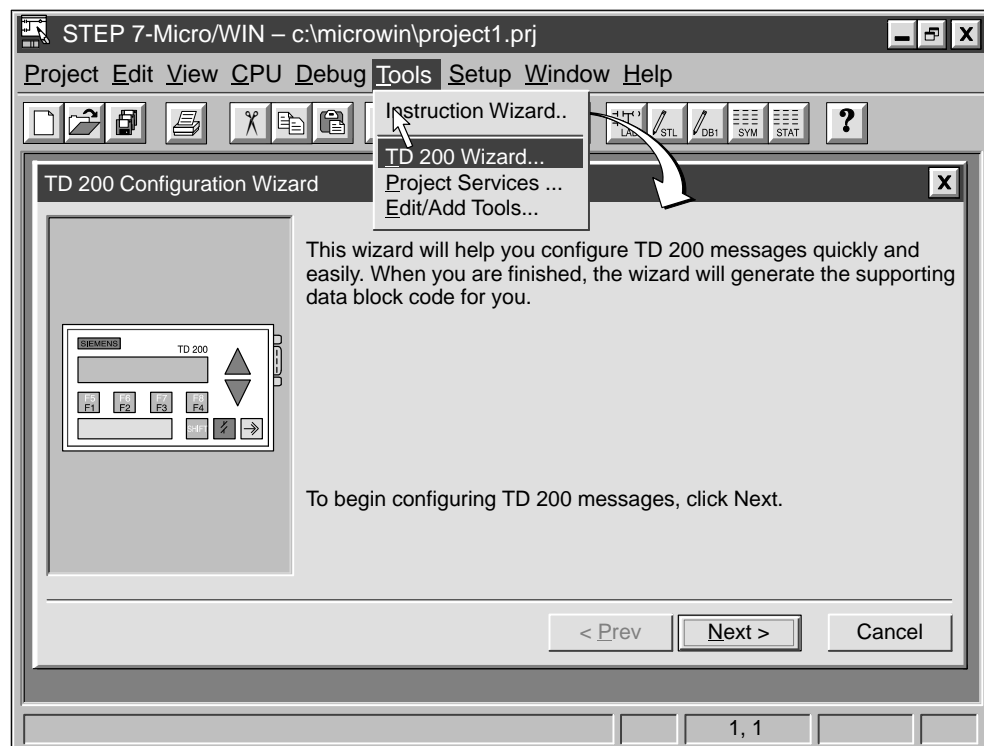 STEP 7-Micro/WIN – c:\microwin\project1.prj
Project Edit View CPU Debug Tools Setup Window Help
Instruction Wizard..
TD 200 Wizard...
Project Services ...
Edit/Add Tools...
LAD STL DB1 SYM STAT ?
TD 200 Configuration Wizard
This wizard will help you configure TD 200 messages quickly and
easily. When you are finished, the wizard will generate the supporting
data block code for you.
SIEMENS
TD 200
F5 F6 F7 F8
F1 F2 F3 F4
SHIFT
To begin configuring TD 200 messages, click Next.
< Prev Next > Cancel
1, 1